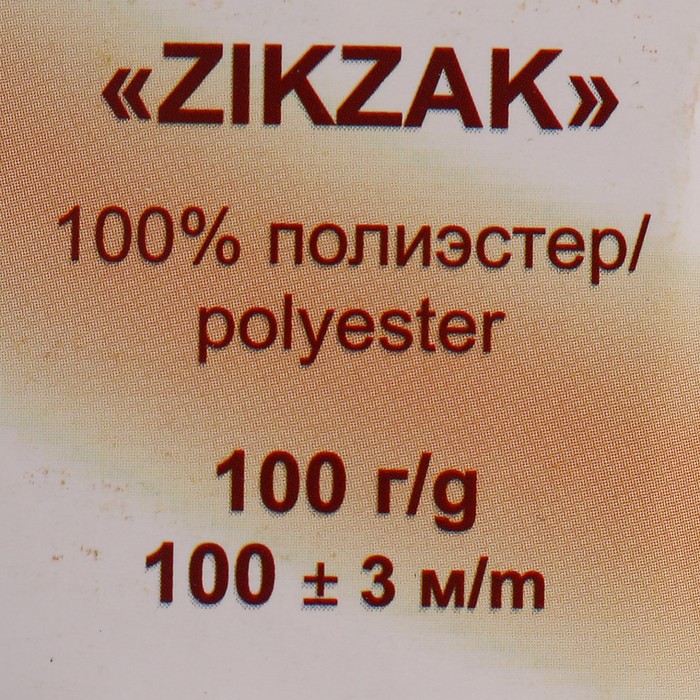 «ZIKZAK»
100% полиэстер/
polyester
100 г/g
100 ± 3 м/m